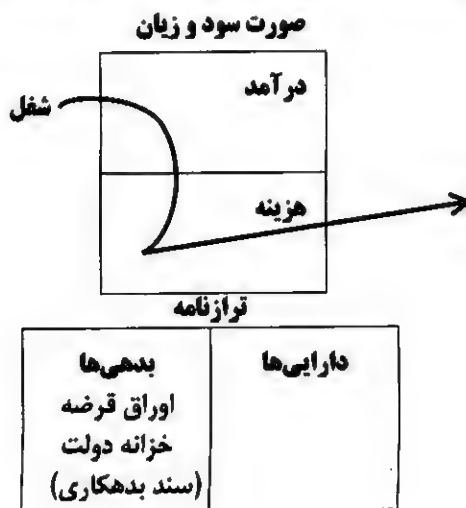 صورت سود و زیان
درآمد
شغل
هزینه
ترازنامه
دارایی‌ها
بدهی‌ها
اوراق قرضه
خزانه دولت
(سند بدهکاری)